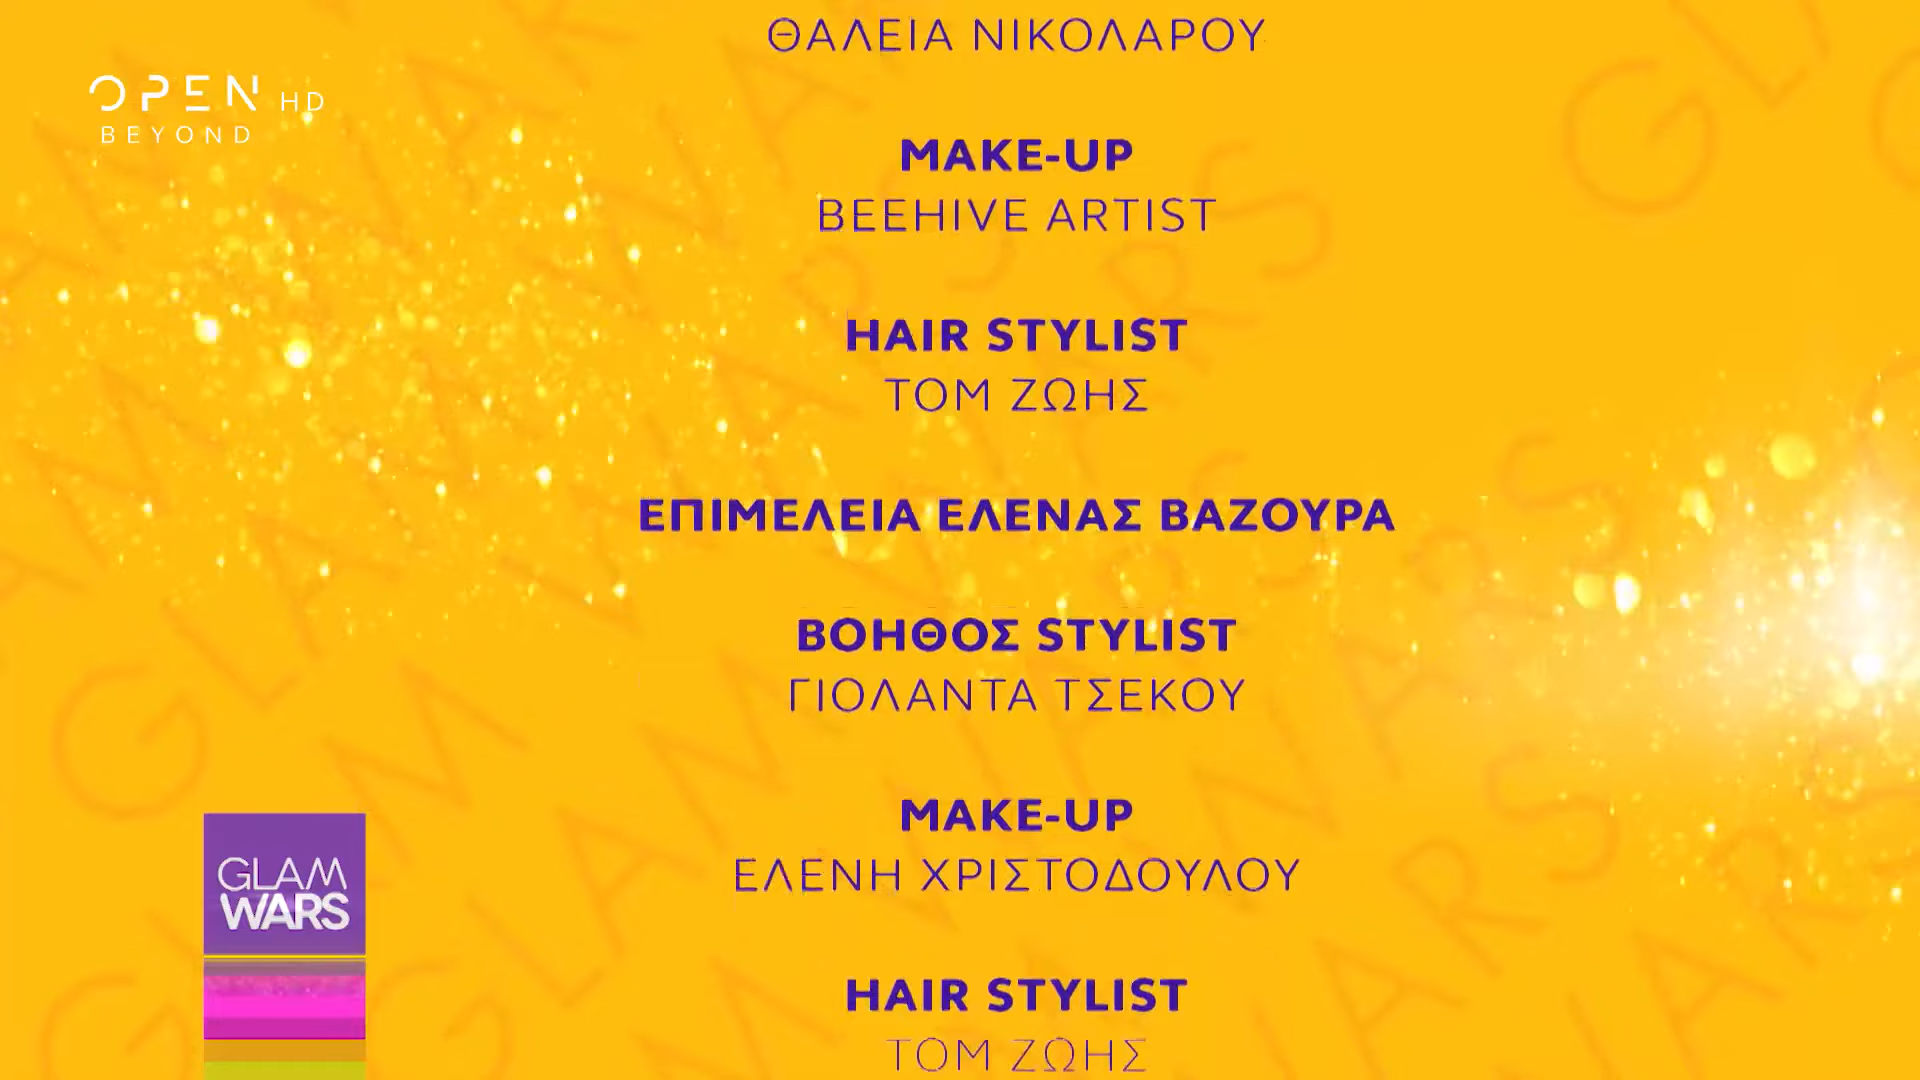 ΘΑΛΕΙΑ ΝΙΚΟΛΑΡΟΥ
OPEN HD
BEYOND
MAKE-UP
BEEHIVE ARTIST
HAIR STYLIST
ΤΟΜ ΖΩΗΣ
ΕΠΙΜΕΛΕΙΑ ΕΛΕΝΑΣ ΒΑΖΟΥΡΑ
ΒΟΗΘΟΣ STYLIST
ΓΙΟΛΑΝΤΑ ΤΣΕΚΟΥ
MAKE-UP
ΕΛΕΝΗ ΧΡΙΣΤΟΔΟΥΛΟΥ
GLAM
WARS
HAIR STYLIST
ΤΟΜ ΖΩΗΣ